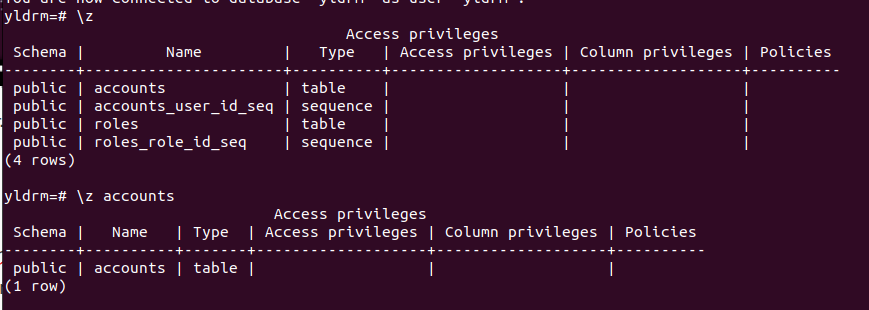 You are now connected to database "yldrm" as user "yldrm".
yldrm=# \z
                                      Access privileges
 Schema |         Name          |   Type   | Access privileges | Column privileges | Policies
--------+-----------------------+----------+-------------------+-------------------+----------
 public | accounts              | table    |                   |                   |
 public | accounts_user_id_seq | sequence |                   |                   |
 public | roles                 | table    |                   |                   |
 public | roles_role_id_seq     | sequence |                   |                   |
(4 rows)

yldrm=# \z accounts
                              Access privileges
 Schema |   Name   | Type  | Access privileges | Column privileges | Policies
--------+----------+-------+-------------------+-------------------+----------
 public | accounts | table |                   |                   |
(1 row)